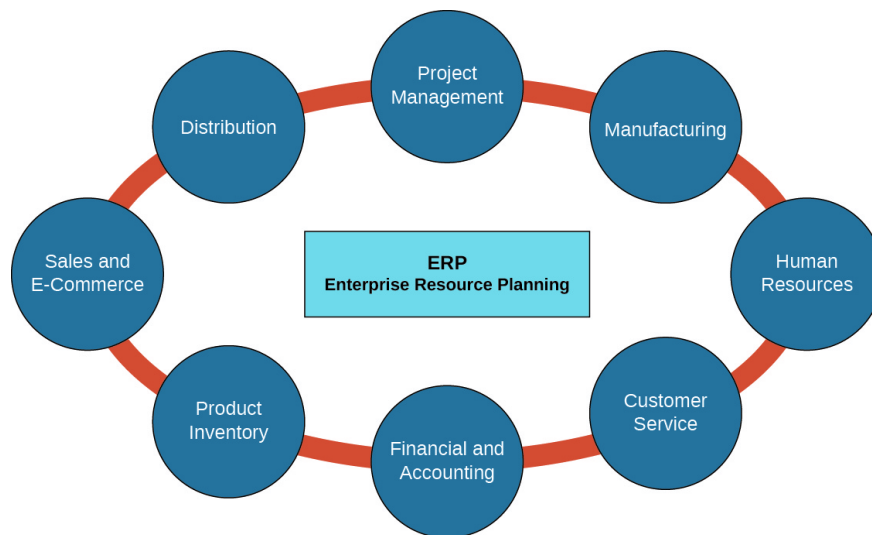 Project
Management
Distribution
Manufacturing
Sales and
E-Commerce
ERP
Enterprise Resource Planning
Human
Resources
Product
Inventory
Customer
Service
Financial and
Accounting